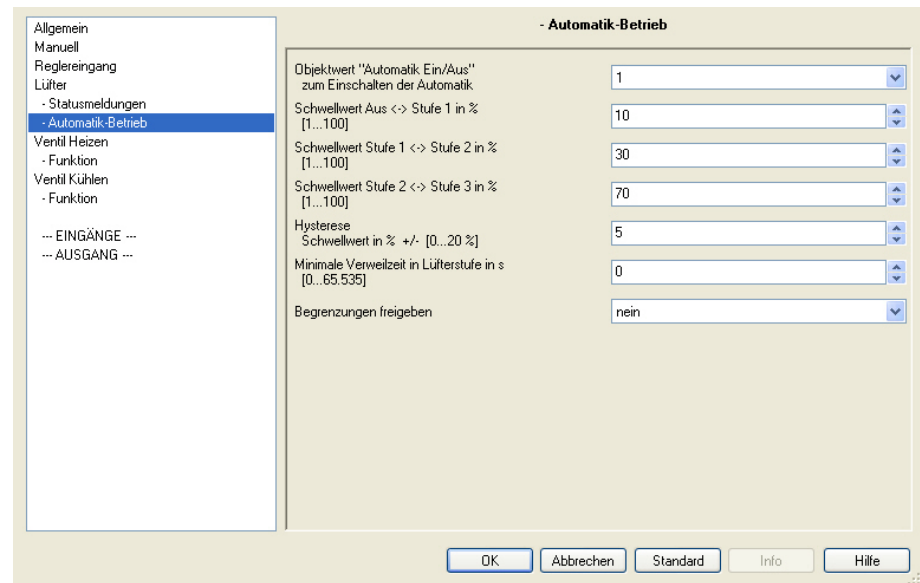 Allgemein
Manuell
Reglereingang
Lüfter
- Statusmeldungen
- Automatik-Betrieb
Ventil Heizen
- Funktion
Ventil Kühlen
- Funktion
--- EINGÄNGE ---
--- AUSGANG ---
- Automatik-Betrieb
Objektwert "Automatik Ein/Aus"
zum Einschalten der Automatik
1
Schwellwert Aus <-> Stufe 1 in %
[1...100]
10
Schwellwert Stufe 1 <-> Stufe 2 in %
[1...100]
30
Schwellwert Stufe 2 <-> Stufe 3 in %
[1...100]
70
Hysterese
Schwellwert in % +/- [0...20 %]
5
Minimale Verweilzeit in Lüfterstufe in s
[0...65.535]
0
Begrenzungen freigeben
nein
OK
Abbrechen
Standard
Info
Hilfe